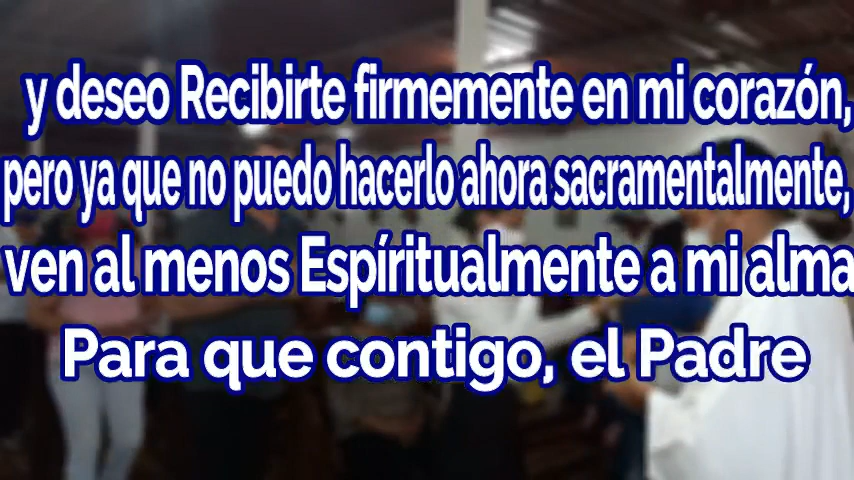 y deseo Recibirte firmemente en mi corazón,
pero ya que no puedo hacerlo ahora sacramentalmente,
ven al menos Espíritualmente a mi alma
Para que contigo, el Padre